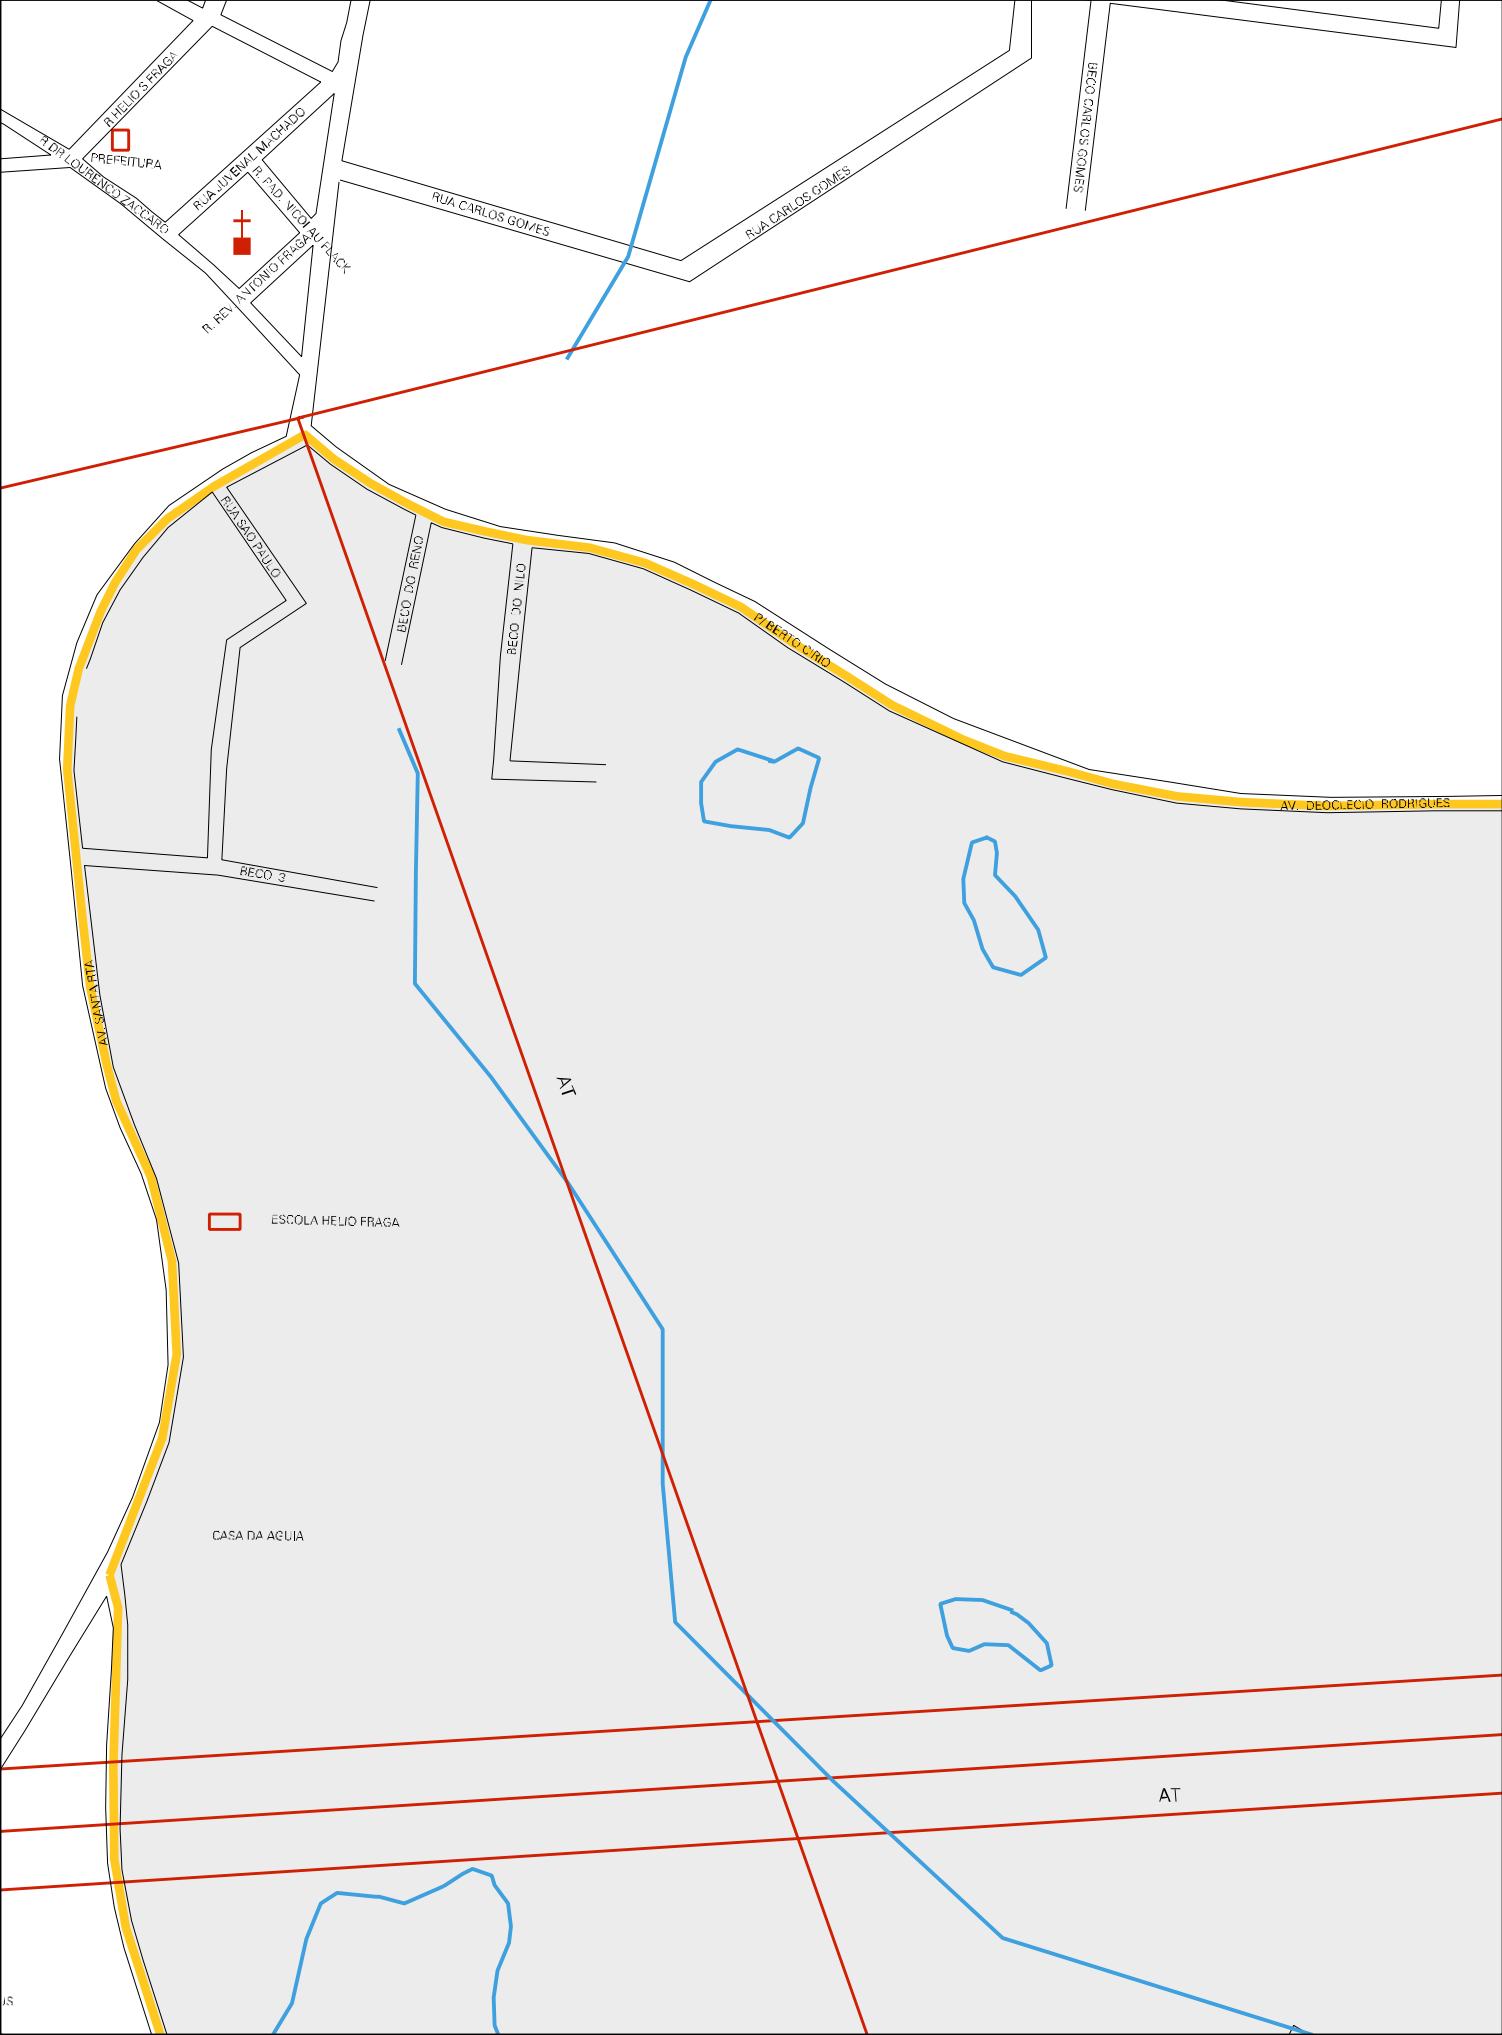 R HELIO S FRAGA
PREFEITURA
R DR LOURENCO ZACCARO
RUA JUVENAL MACHADO
R. PAD. VICOLAU FLACK
R. REV. ANTONIO FRAGA
RUA CARLOS GOMES
RUA CARLOS GOMES
BECO CARLOS GOMES
RUA SAO PAULO
BECO DO RENO
BECO DO NILO
P/BERTO CIRIO
AV. DEOCLECIO RODRIGUES
BECO 3
AV. SANTA RITA
AT
ESCOLA HELIO FRAGA
CASA DA AGUIA
AT